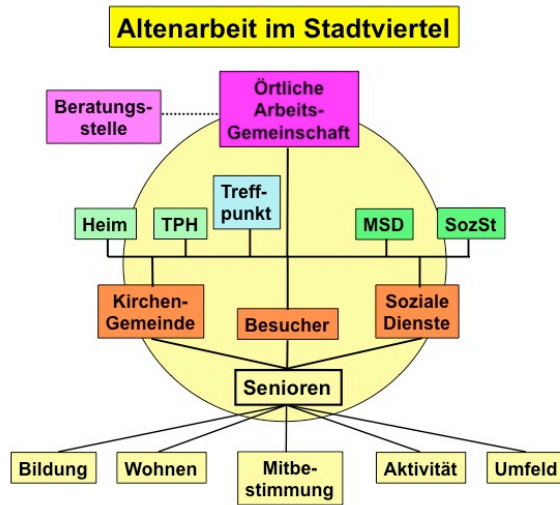 Altenarbeit im Stadtviertel
Örtliche
Arbeits-
Gemeinschaft
Beratungs-
stelle
Treff-
punkt
Heim
TPH
MSD
SozSt
Kirchen-
Gemeinde
Besucher
Soziale
Dienste
Senioren
Bildung
Wohnen
Mitbe-
stimmung
Aktivität
Umfeld